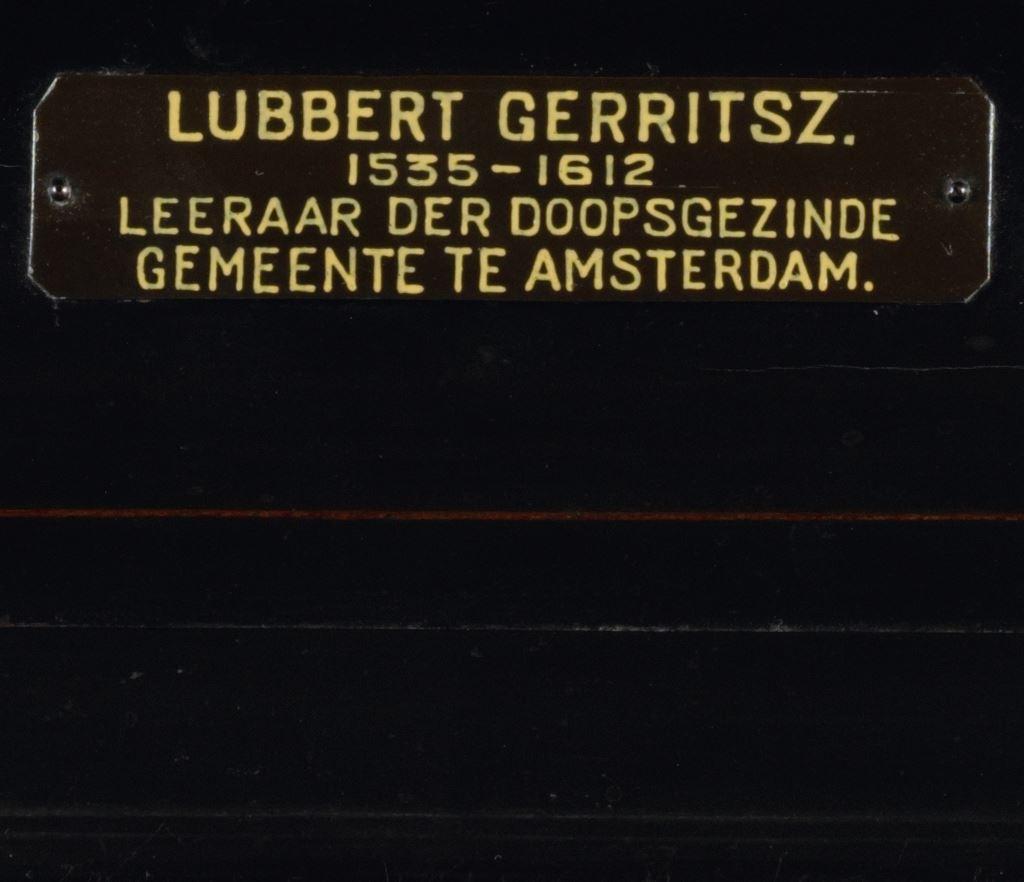 LUBBERT GERRITSZ.
1535-1612
LEERAAR DER DOOPSGEZINDE
GEMEENTE TE AMSTERDAM.